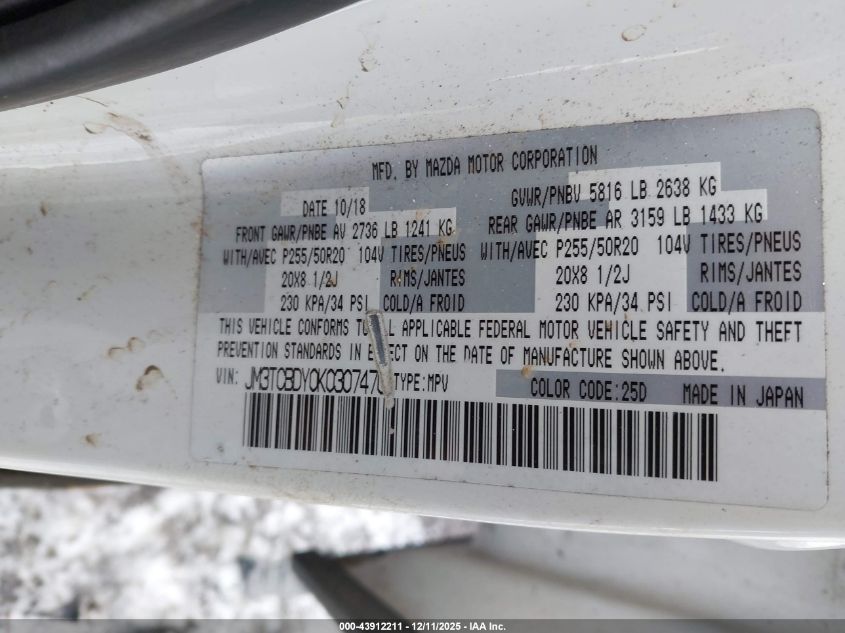 MFD. BY MAZDA MOTOR CORPORATION
DATE 10/18 GVWR/PNBV 5816 LB 2638 KG
FRONT GAWR/PNBE AV 2736 LB 1241 KG REAR GAWR/PNBE AR 3159 LB 1433 KG
WITH/AVEC P255/50R20 104V TIRES/PNEUS WITH/AVEC P255/50R20 104V TIRES/PNEUS
20X8 1/2J RIMS/JANTES 20X8 1/2J RIMS/JANTES
230 KPA/34 PSI COLD/A FROID 230 KPA/34 PSI COLD/A FROID
THIS VEHICLE CONFORMS APPLICABLE FEDERAL MOTOR VEHICLE SAFETY AND THEFT
PREVENTION STANDARDS IN ON THE DATE OF MANUFACTURE SHOWN ABOVE.
VIN: TYPE:MPV COLOR CODE:25D MADE IN JAPAN
000-43912211 - 12/11/2025 - IAA Inc.